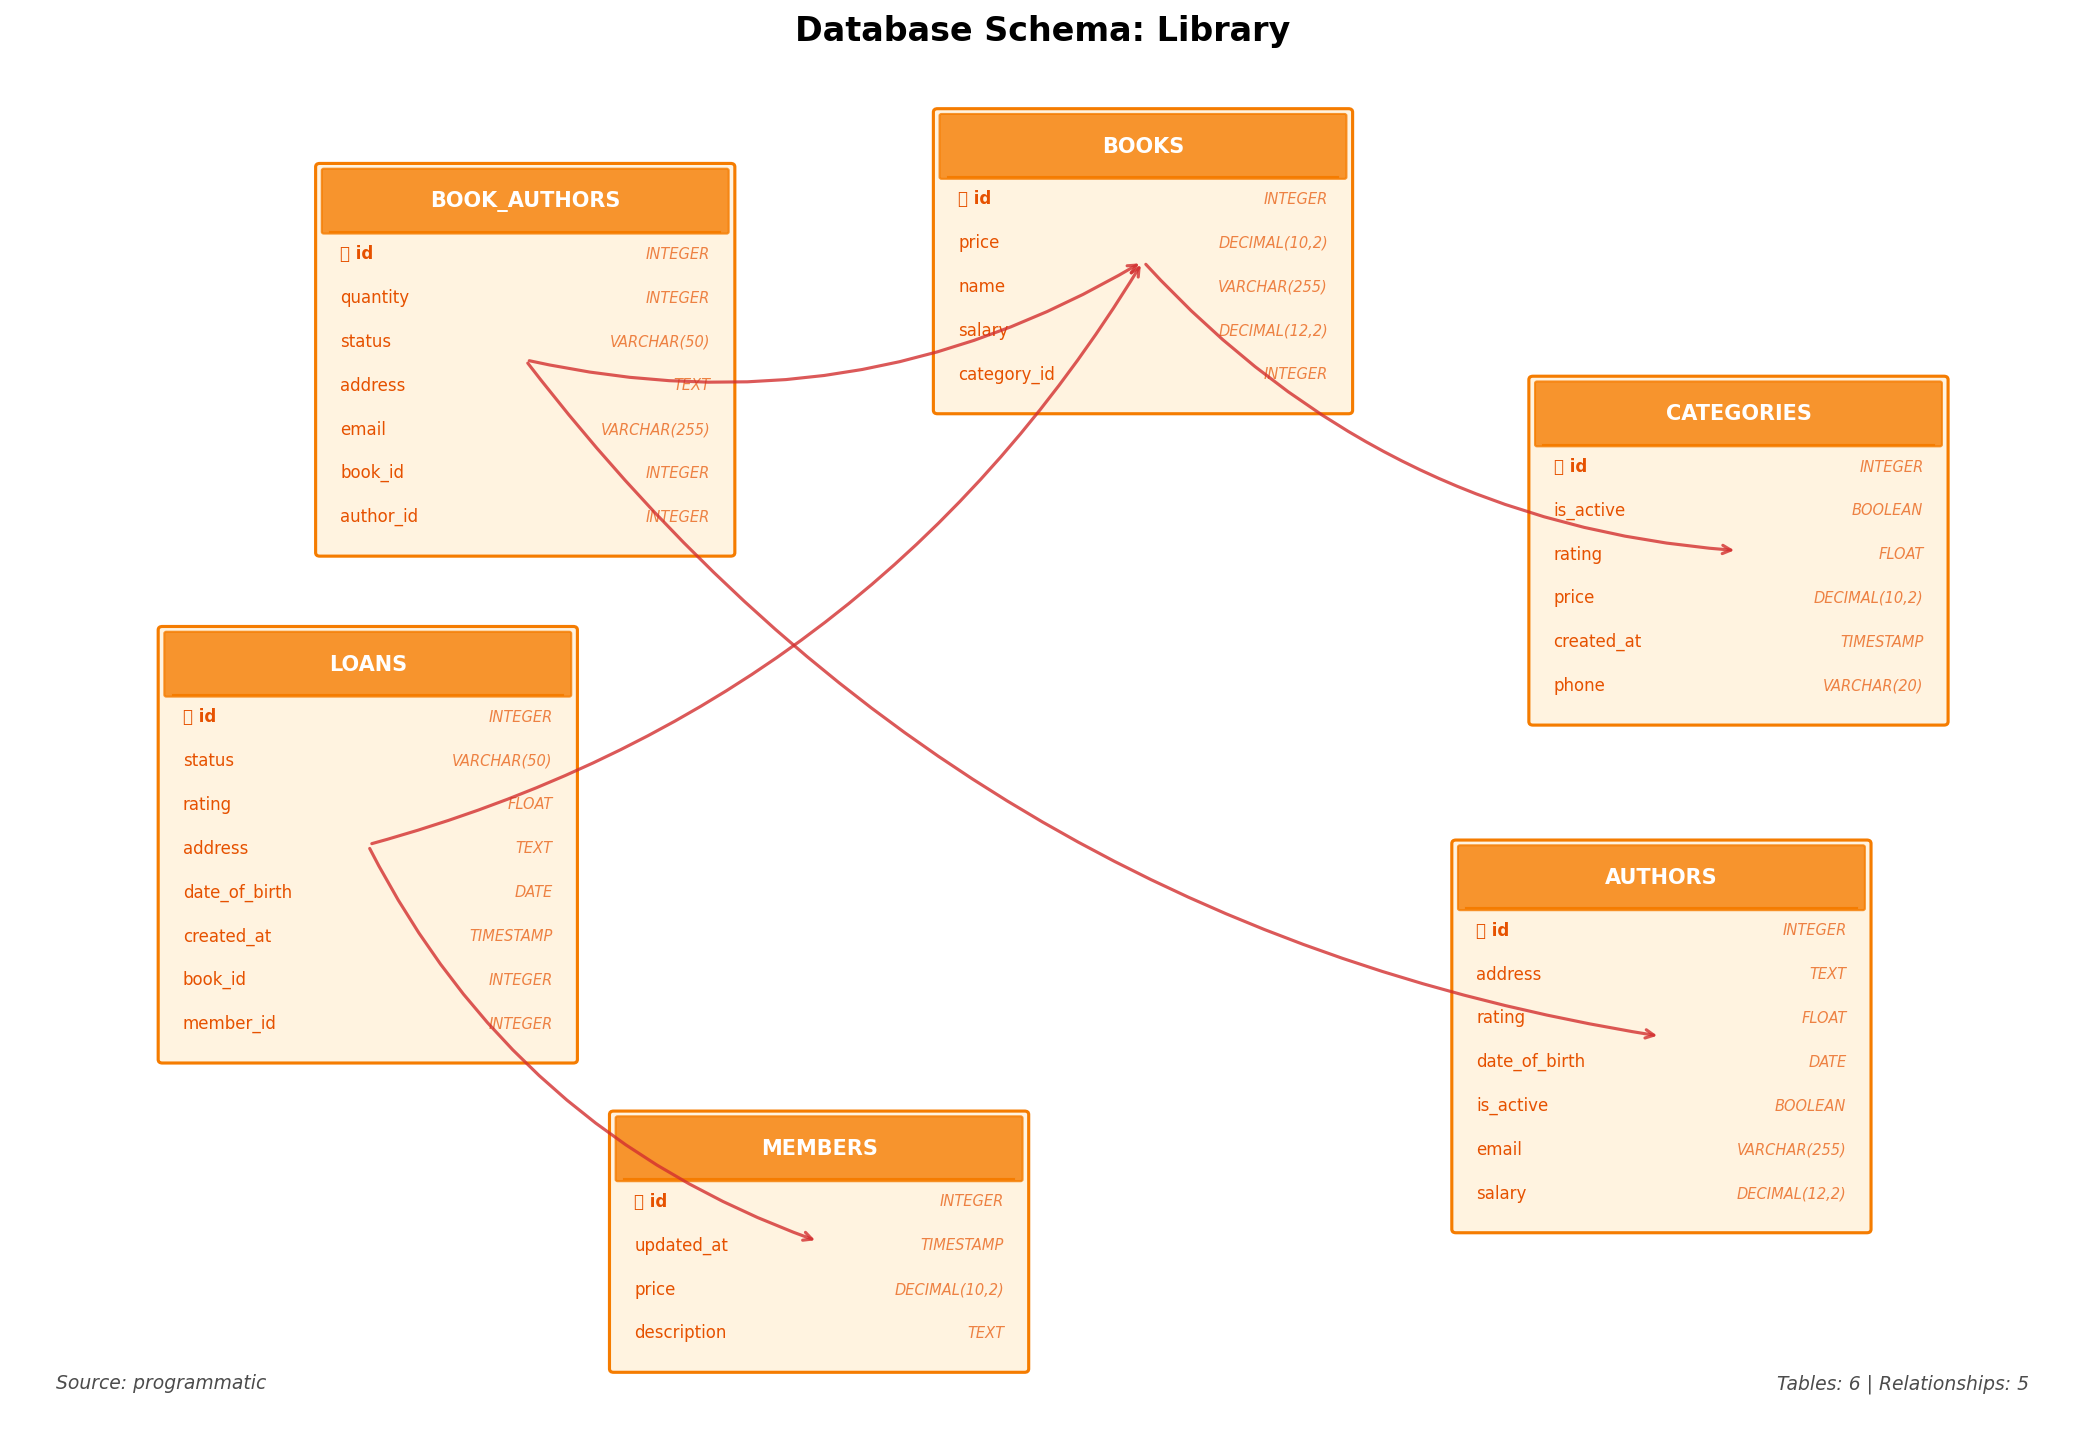 Database Schema: Library
BOOK_AUTHORS
id INTEGER
quantity INTEGER
status VARCHAR(50)
address TEXT
email VARCHAR(255)
book_id INTEGER
author_id INTEGER
BOOKS
id INTEGER
price DECIMAL(10,2)
name VARCHAR(255)
salary DECIMAL(12,2)
category_id INTEGER
CATEGORIES
id INTEGER
is_active BOOLEAN
rating FLOAT
price DECIMAL(10,2)
created_at TIMESTAMP
phone VARCHAR(20)
LOANS
id INTEGER
status VARCHAR(50)
rating FLOAT
address TEXT
date_of_birth DATE
created_at TIMESTAMP
book_id INTEGER
member_id INTEGER
AUTHORS
id INTEGER
address TEXT
rating FLOAT
date_of_birth DATE
is_active BOOLEAN
email VARCHAR(255)
salary DECIMAL(12,2)
MEMBERS
id INTEGER
updated_at TIMESTAMP
price DECIMAL(10,2)
description TEXT
Source: programmatic
Tables: 6 | Relationships: 5